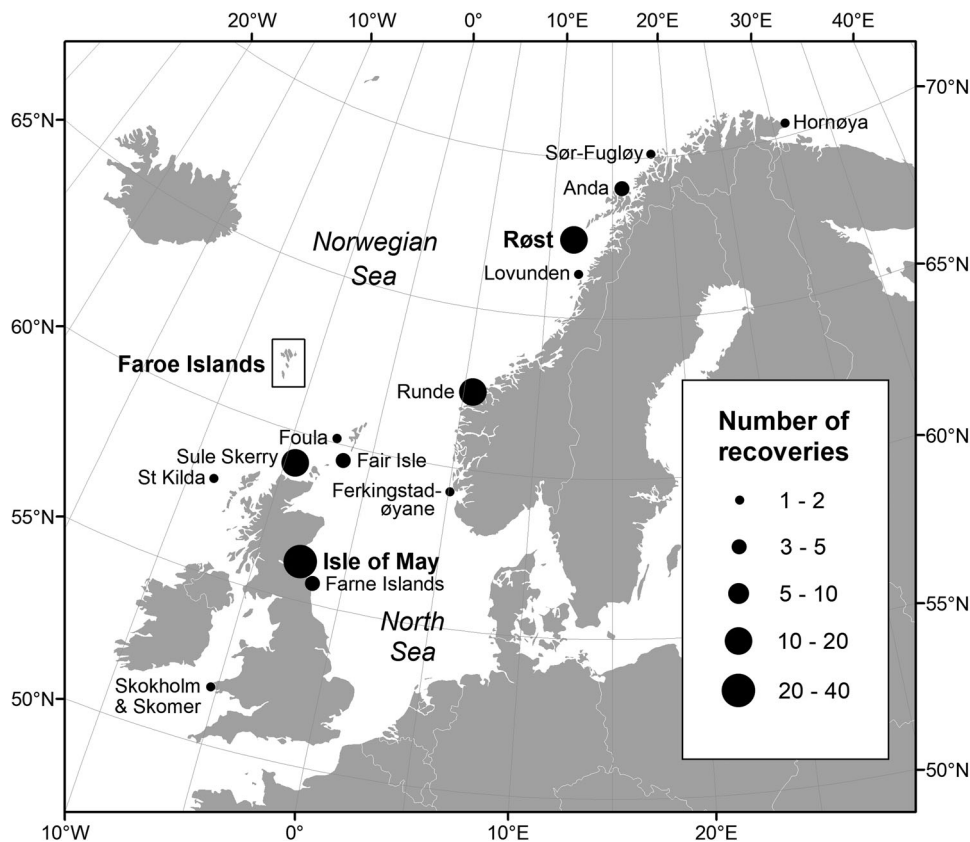 20°W
10°W
0°
10°E
20°E
30°E
40°E
70°N
65°N
Hornøya
Sør-Fugløy
Anda
Røst
Norwegian
Sea
Lovunden
65°N
60°N
Faroe Islands
Runde
Number of
recoveries
60°N
Foula
Sule Skerry
Fair Isle
St Kilda
Ferkingstad-
øyane
1 - 2
55°N
3 - 5
Isle of May
Farne Islands
5 - 10
55°N
North
Sea
10 - 20
Skokholm
& Skomer
20 - 40
50°N
50°N
10°W
0°
10°E
20°E